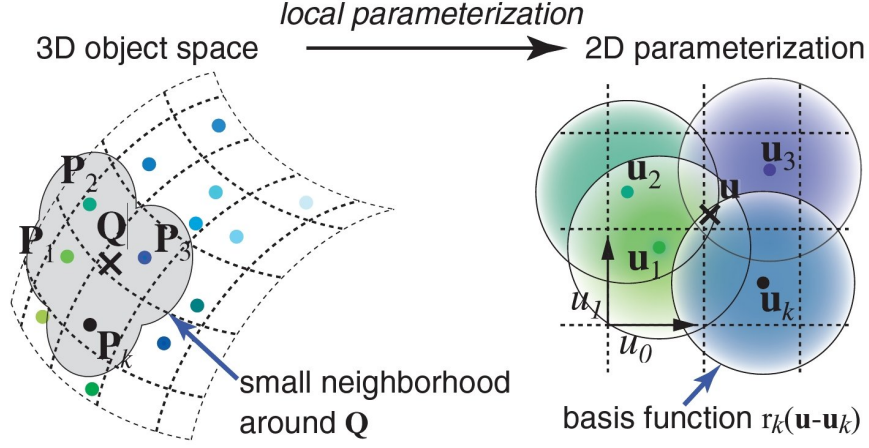 local parameterization
3D object space
2D parameterization
P2
Q
P1
P3
Pk
small neighborhood
around Q
u3
u2
u
u1
uk
u1
u0
basis function rk(u-uk)